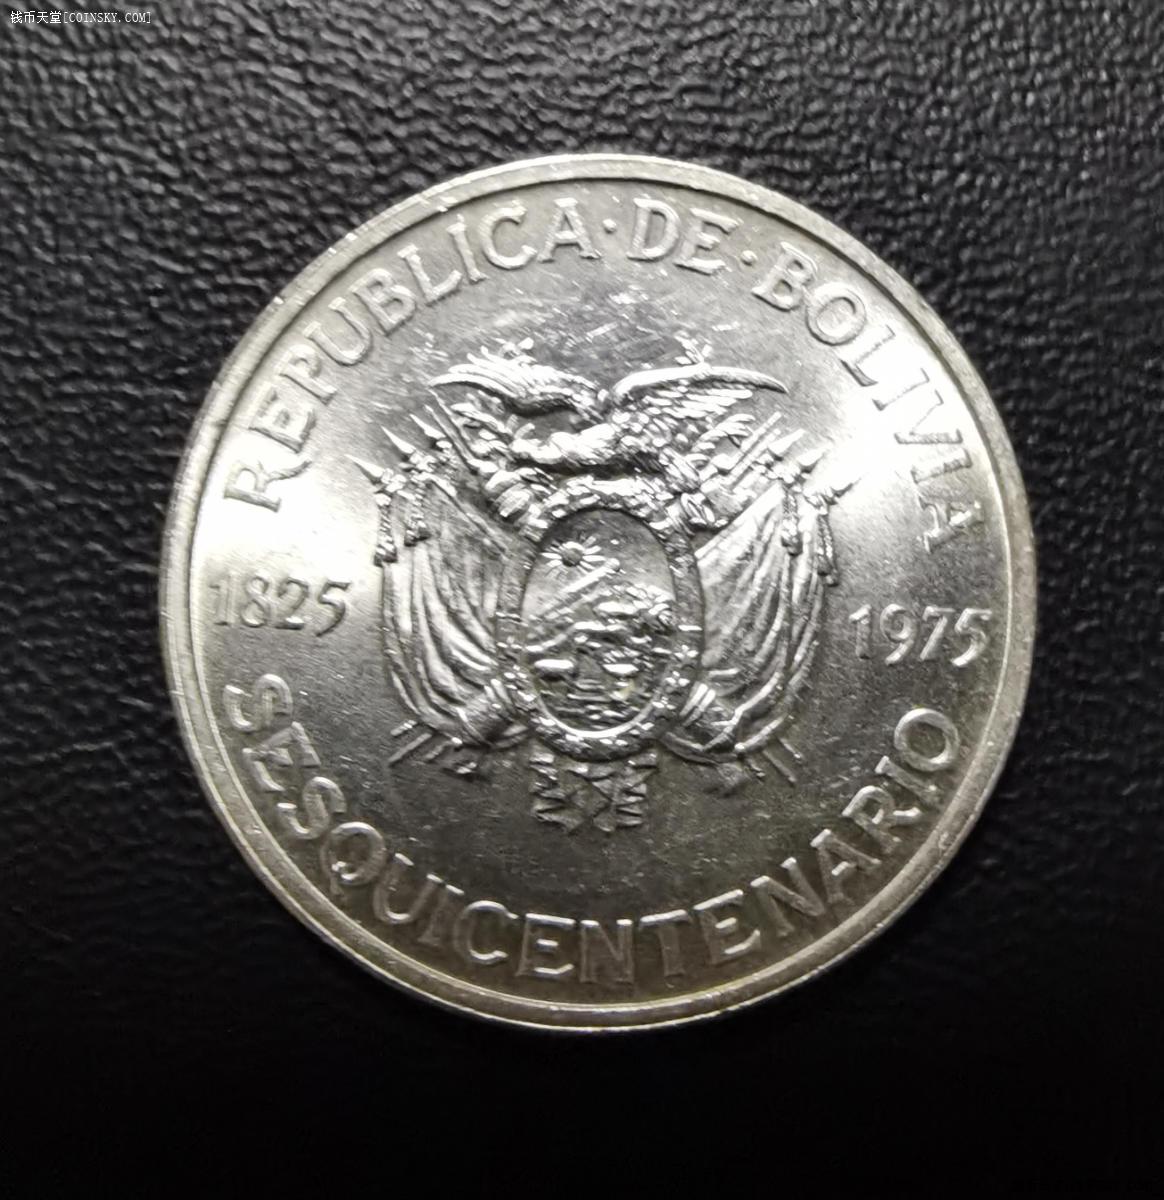 钱币天堂[COINSKY.COM]
REPUBLICA·DE·BOLIVIA
1825
1975
SESQUICENTENARIO